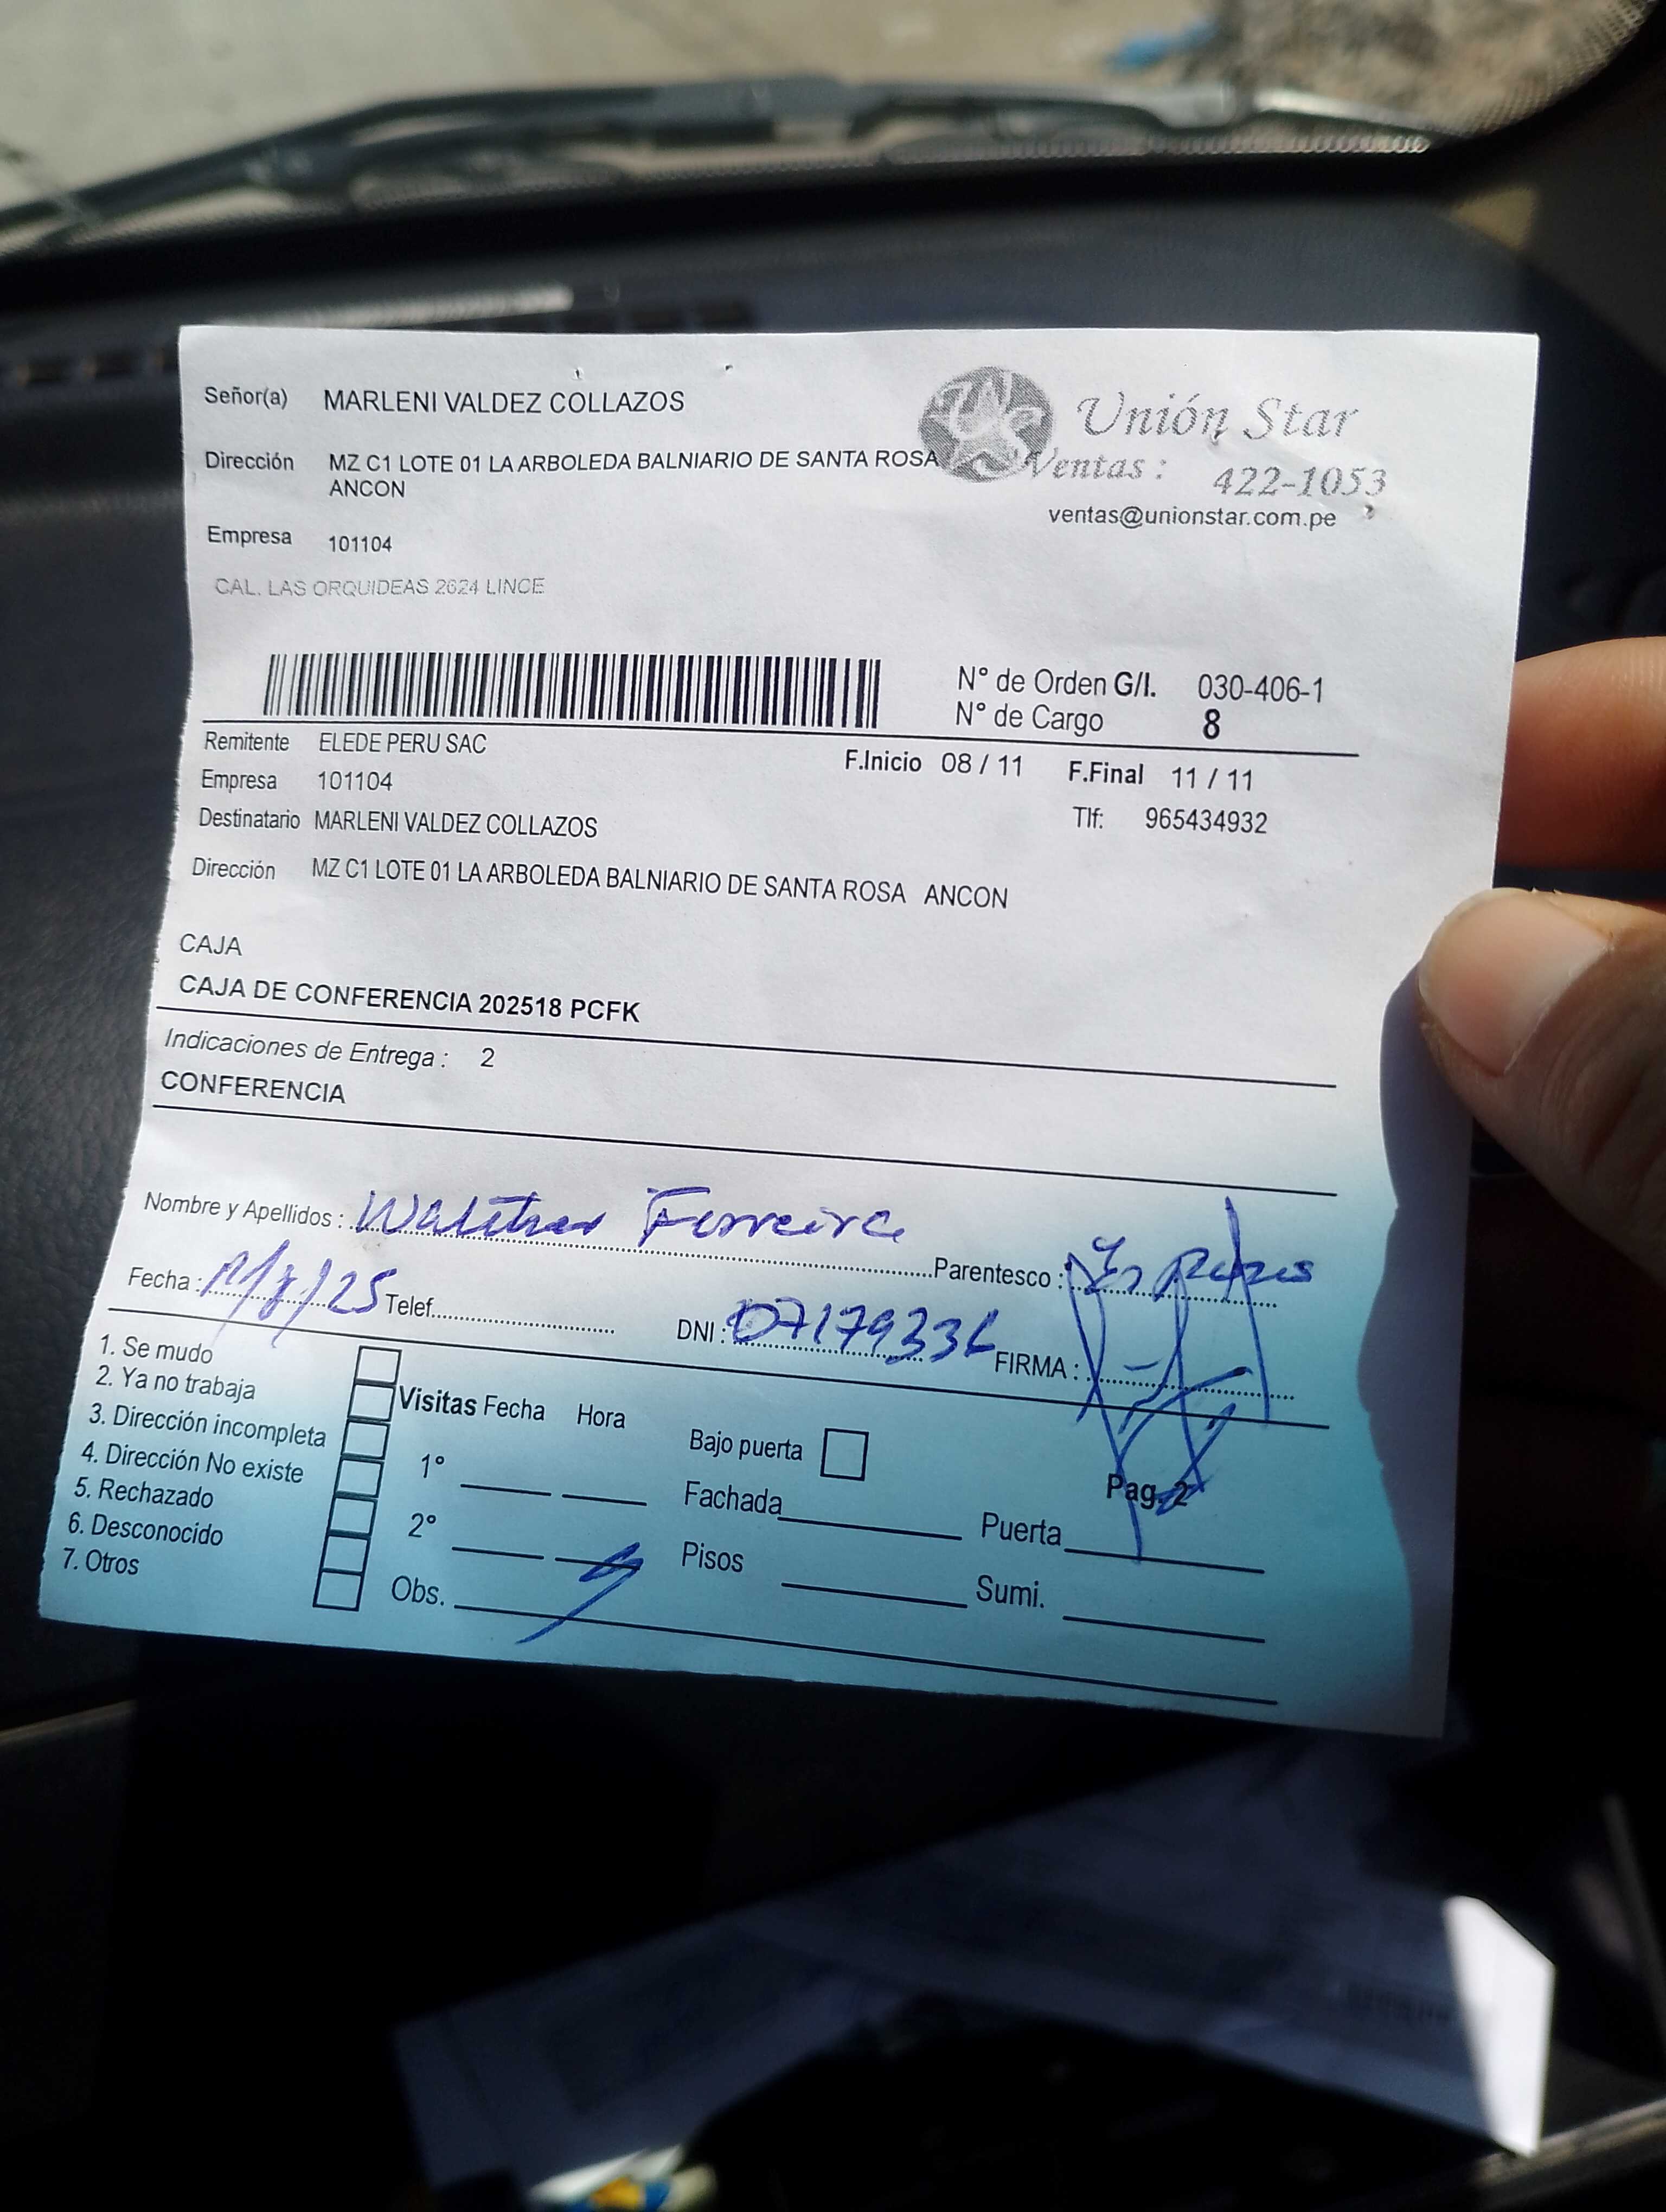 Señor(a) MARLENI VALDEZ COLLAZOS
Unión Star
Dirección MZ C1 LOTE 01 LA ARBOLEDA BALNIARIO DE SANTA ROSA
ANCON
Ventas : 422-1053
ventas@unionstar.com.pe
Empresa 101104
CAL. LAS ORQUIDEAS 2624 LINCE
N° de Orden G/I. 030-406-1
N° de Cargo 8
Remitente ELEDE PERU SAC
F.Inicio 08 / 11 F.Final 11 / 11
Empresa 101104
Tlf: 965434932
Destinatario MARLENI VALDEZ COLLAZOS
Dirección MZ C1 LOTE 01 LA ARBOLEDA BALNIARIO DE SANTA ROSA ANCON
CAJA
CAJA DE CONFERENCIA 202518 PCFK
Indicaciones de Entrega : 2
CONFERENCIA
Nombre y Apellidos : Ferreira Parentesco :
Fecha : Telef. DNI : FIRMA :
1. Se mudo
2. Ya no trabaja
3. Dirección incompleta
4. Dirección No existe
5. Rechazado
6. Desconocido
7. Otros
Visitas Fecha Hora
1°
2°
Obs.
Bajo puerta
Fachada
Pisos
Pag. 2
Puerta
Sumi.